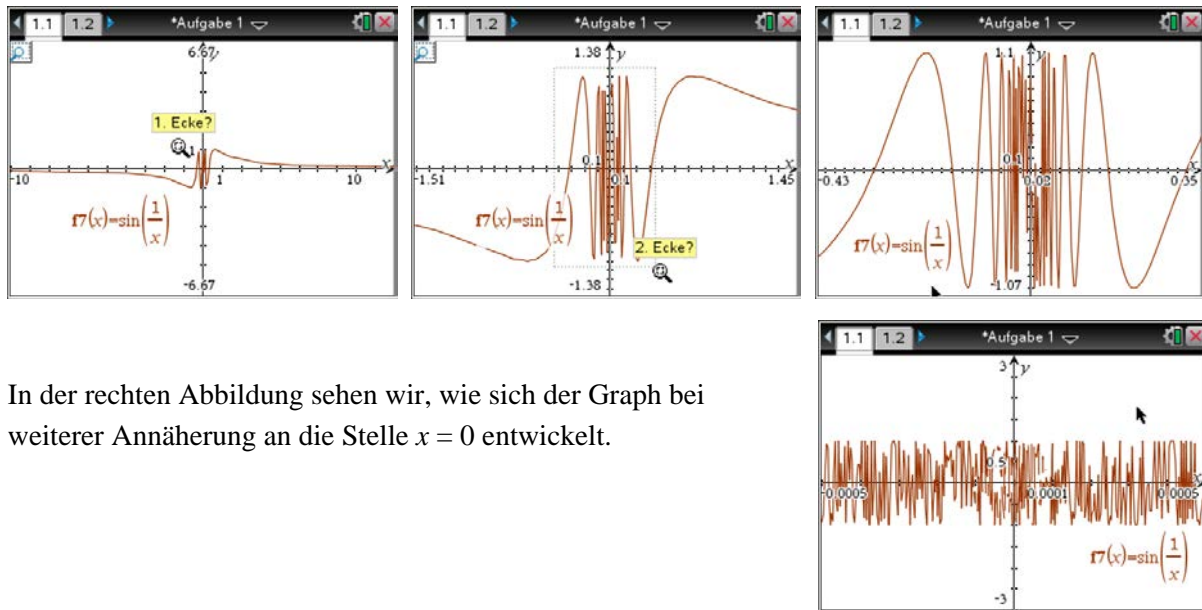 1.1 1.2 *Aufgabe 1
6.67 y
1. Ecke?
1
x
-10 1 10
f7(x)=sin(1/x)
-6.67
1.1 1.2 *Aufgabe 1
1.38 y
0.1
x
-1.51 0.1 1.45
f7(x)=sin(1/x)
2. Ecke?
-1.38
1.1 1.2 *Aufgabe 1
1.1 y
0.1
x
-0.43 0.02 0.35
f7(x)=sin(1/x)
-1.07
In der rechten Abbildung sehen wir, wie sich der Graph bei
weiterer Annäherung an die Stelle x = 0 entwickelt.
1.1 1.2 *Aufgabe 1
3 y
0.5
x
-0.0005 0.0001 0.0005
f7(x)=sin(1/x)
-3